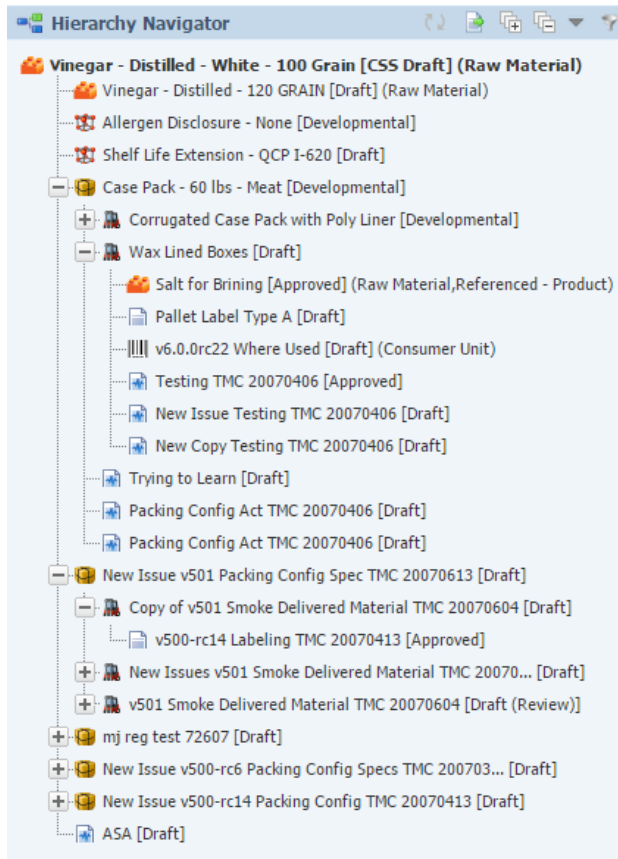 Hierarchy Navigator
Vinegar - Distilled - White - 100 Grain [CSS Draft] (Raw Material)
Vinegar - Distilled - 120 GRAIN [Draft] (Raw Material)
Allergen Disclosure - None [Developmental]
Shelf Life Extension - QCP I-620 [Draft]
Case Pack - 60 lbs - Meat [Developmental]
Corrugated Case Pack with Poly Liner [Developmental]
Wax Lined Boxes [Draft]
Salt for Brining [Approved] (Raw Material,Referenced - Product)
Pallet Label Type A [Draft]
v6.0.0rc22 Where Used [Draft] (Consumer Unit)
Testing TMC 20070406 [Approved]
New Issue Testing TMC 20070406 [Draft]
New Copy Testing TMC 20070406 [Draft]
Trying to Learn [Draft]
Packing Config Act TMC 20070406 [Draft]
Packing Config Act TMC 20070406 [Draft]
New Issue v501 Packing Config Spec TMC 20070613 [Draft]
Copy of v501 Smoke Delivered Material TMC 20070604 [Draft]
v500-rc14 Labeling TMC 20070413 [Approved]
New Issues v501 Smoke Delivered Material TMC 20070... [Draft]
v501 Smoke Delivered Material TMC 20070604 [Draft (Review)]
mj reg test 72607 [Draft]
New Issue v500-rc6 Packing Config Specs TMC 200703... [Draft]
New Issue v500-rc14 Packing Config TMC 20070413 [Draft]
ASA [Draft]